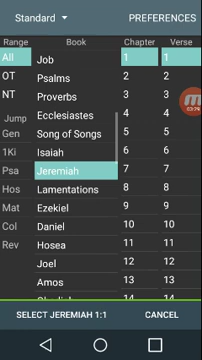 Standard PREFERENCES
Range Book Chapter Verse
All Job 1 1
OT Psalms 2 2
NT Proverbs 3 3
Ecclesiastes 4 4
Jump Song of Songs 5 5
Gen Isaiah 6 6
1Ki Jeremiah 7 7
Psa Lamentations 8 8
Hos Ezekiel 9 9
Mat Daniel 10 10
Col Hosea 11 11
Rev Joel 12 12
Amos 13 13
14 14
SELECT JEREMIAH 1:1 CANCEL